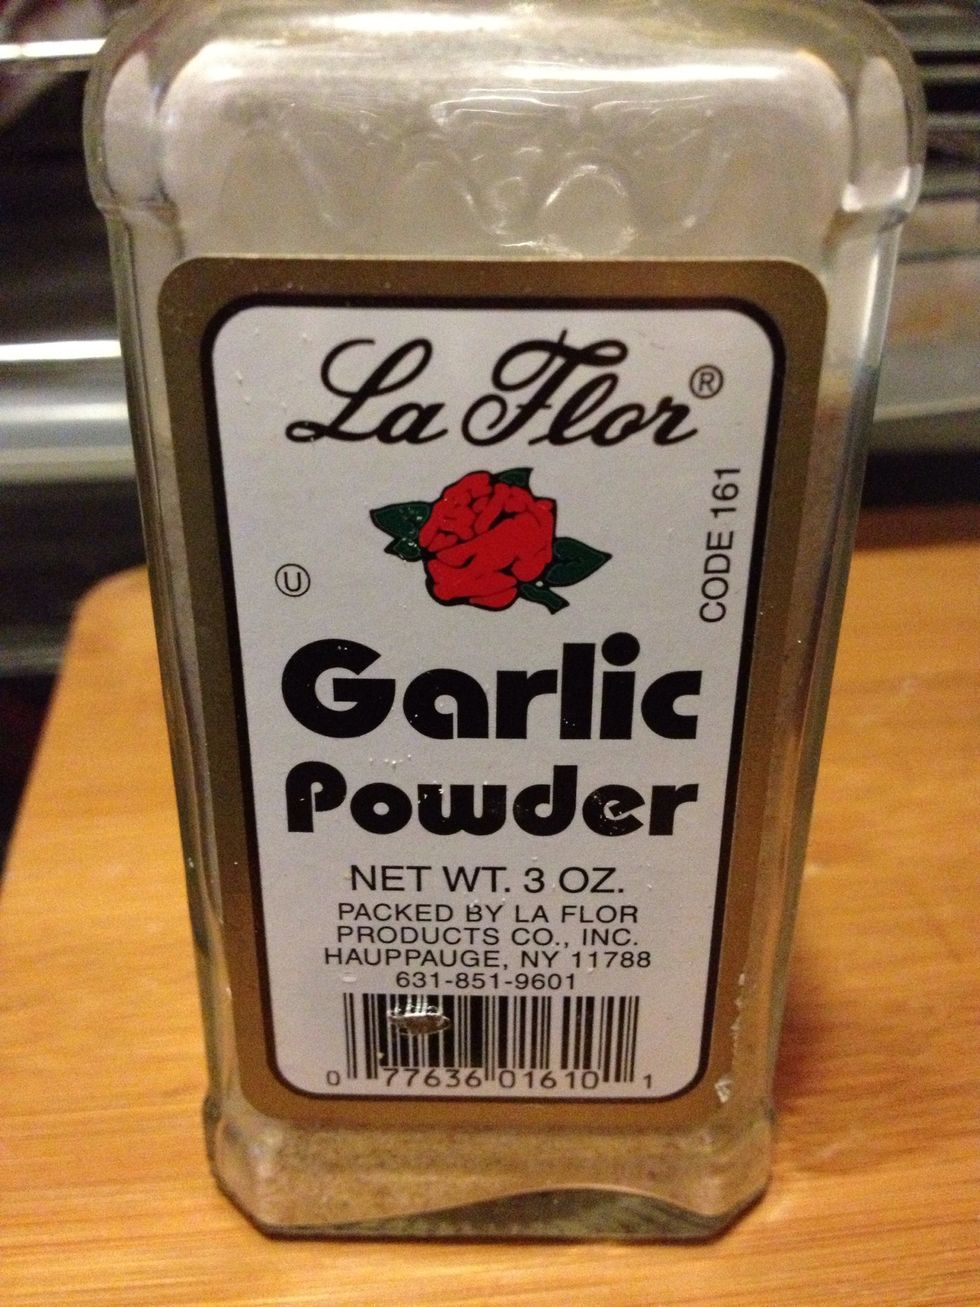 La Flor®
CODE 161
Ⓤ
Garlic
Powder
NET WT. 3 OZ.
PACKED BY LA FLOR
PRODUCTS CO., INC.
HAUPPAUGE, NY 11788
631-851-9601
0 77636 01610 1